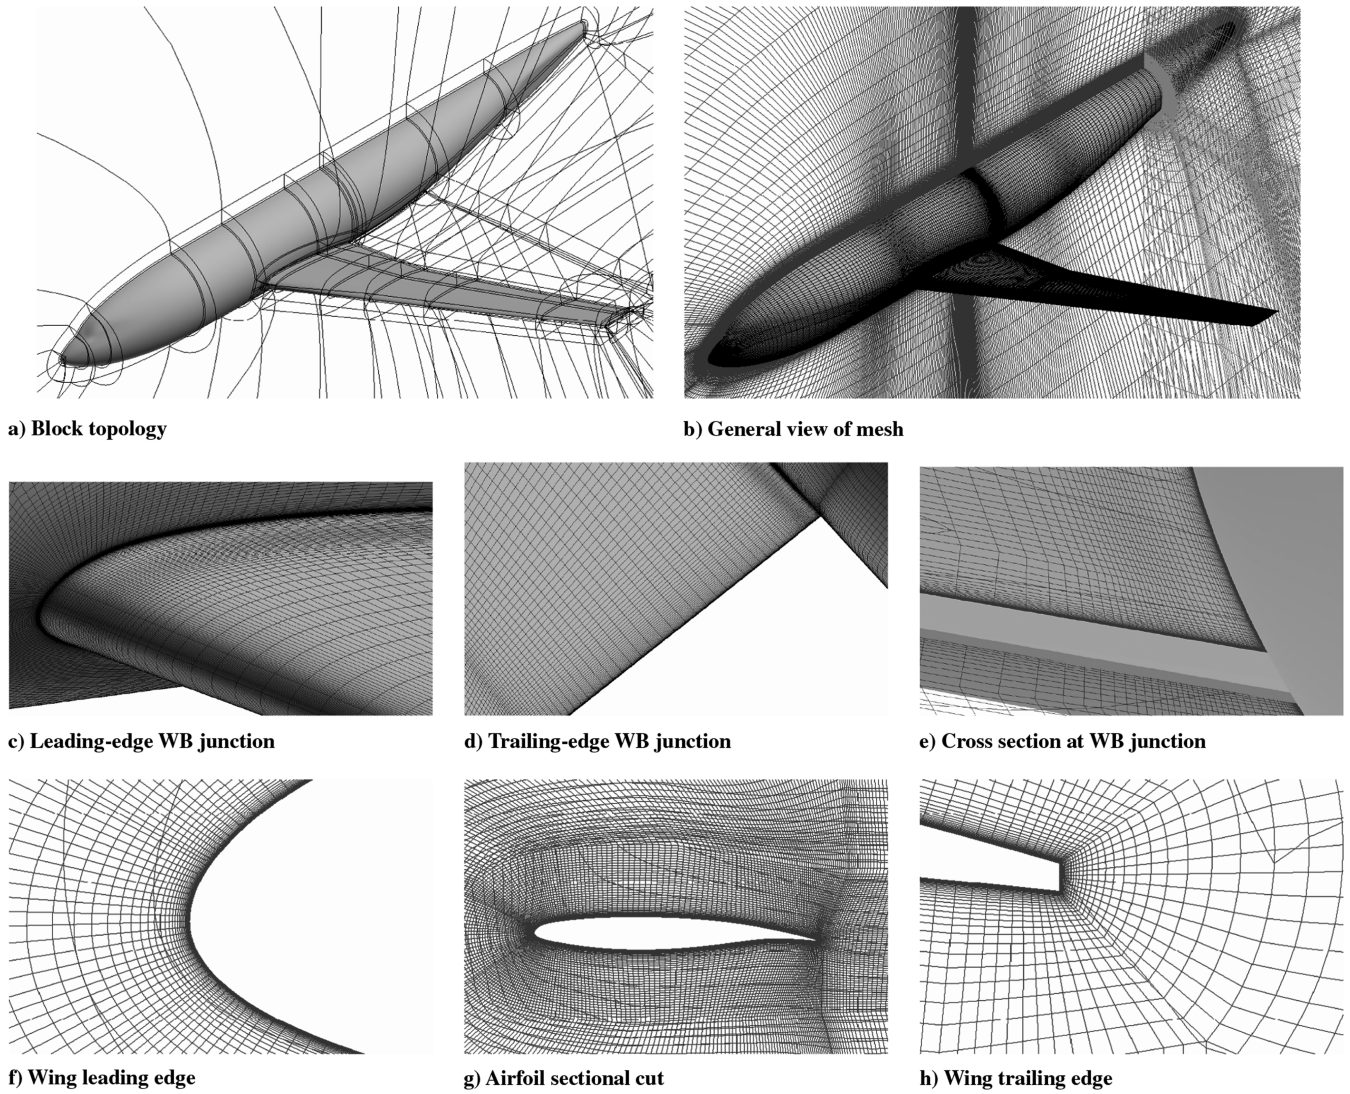 a) Block topology
b) General view of mesh
c) Leading-edge WB junction
d) Trailing-edge WB junction
e) Cross section at WB junction
f) Wing leading edge
g) Airfoil sectional cut
h) Wing trailing edge